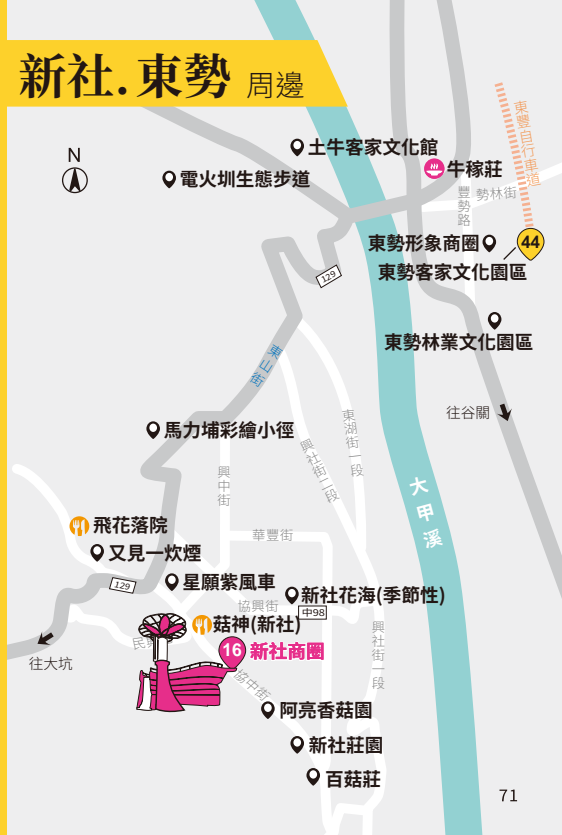 新社.東勢 周邊
N
土牛客家文化館
牛稼莊
電火圳生態步道
東豐自行車道
豐勢路
勢林街
東勢形象商圈
44
東勢客家文化園區
129
東勢林業文化園區
東山街
往谷關
馬力埔彩繪小徑
東湖街一段
興社街二段
興中街
大甲溪
飛花落院
華豐街
又見一炊煙
129
星願紫風車
新社花海(季節性)
協興街
中98
菇神(新社)
興社街一段
民
16
新社商圈
往大坑
協中街
阿亮香菇園
新社莊園
百菇莊
71